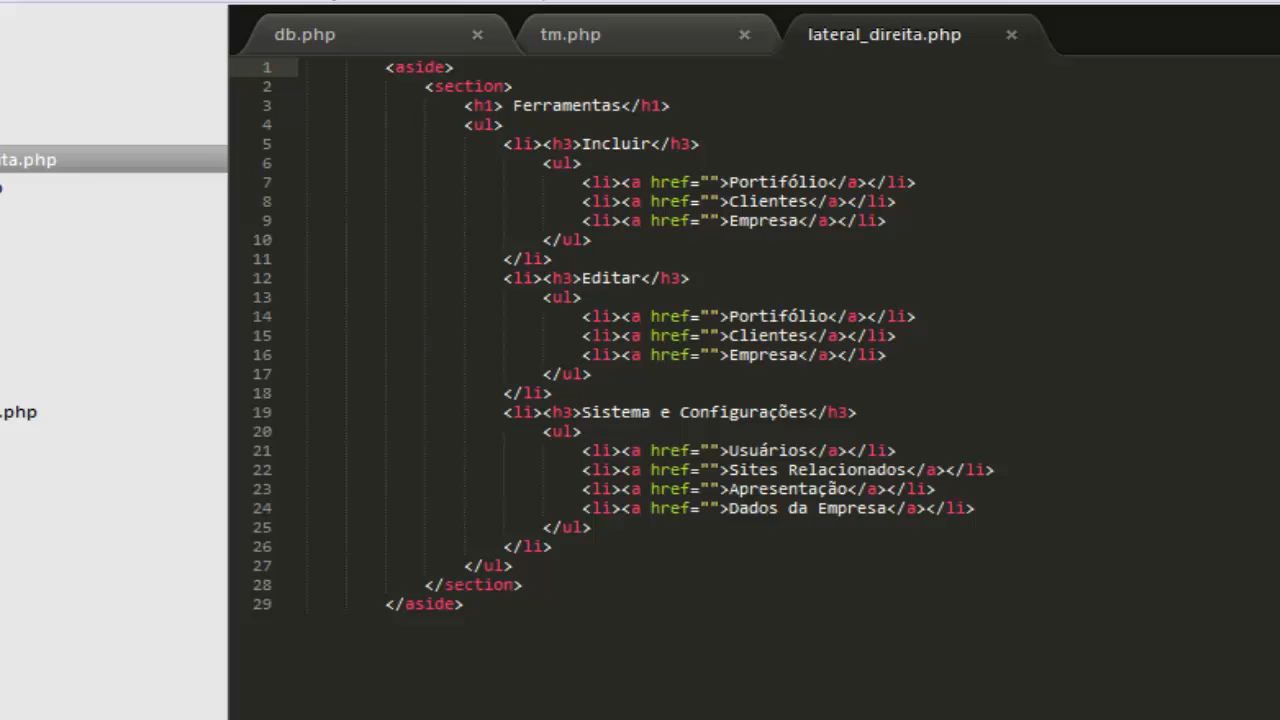 db.php × tm.php × lateral_direita.php ×
1 <aside>
2 <section>
3 <h1> Ferramentas</h1>
4 <ul>
5 <li><h3>Incluir</h3>
6 <ul>
7 <li><a href="">Portifólio</a></li>
8 <li><a href="">Clientes</a></li>
9 <li><a href="">Empresa</a></li>
10 </ul>
11 </li>
12 <li><h3>Editar</h3>
13 <ul>
14 <li><a href="">Portifólio</a></li>
15 <li><a href="">Clientes</a></li>
16 <li><a href="">Empresa</a></li>
17 </ul>
18 </li>
19 <li><h3>Sistema e Configurações</h3>
20 <ul>
21 <li><a href="">Usuários</a></li>
22 <li><a href="">Sites Relacionados</a></li>
23 <li><a href="">Apresentação</a></li>
24 <li><a href="">Dados da Empresa</a></li>
25 </ul>
26 </li>
27 </ul>
28 </section>
29 </aside>
ita.php
.php